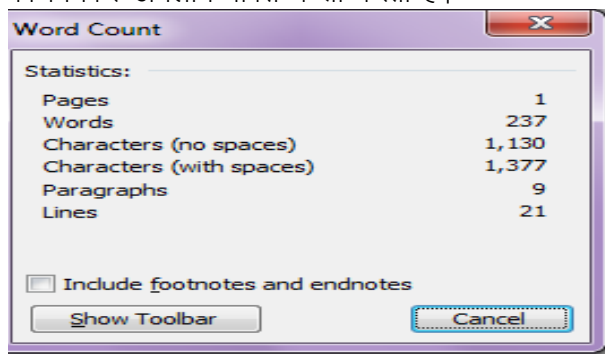 Word Count
Statistics:
Pages 1
Words 237
Characters (no spaces) 1,130
Characters (with spaces) 1,377
Paragraphs 9
Lines 21
Include footnotes and endnotes
Show Toolbar Cancel